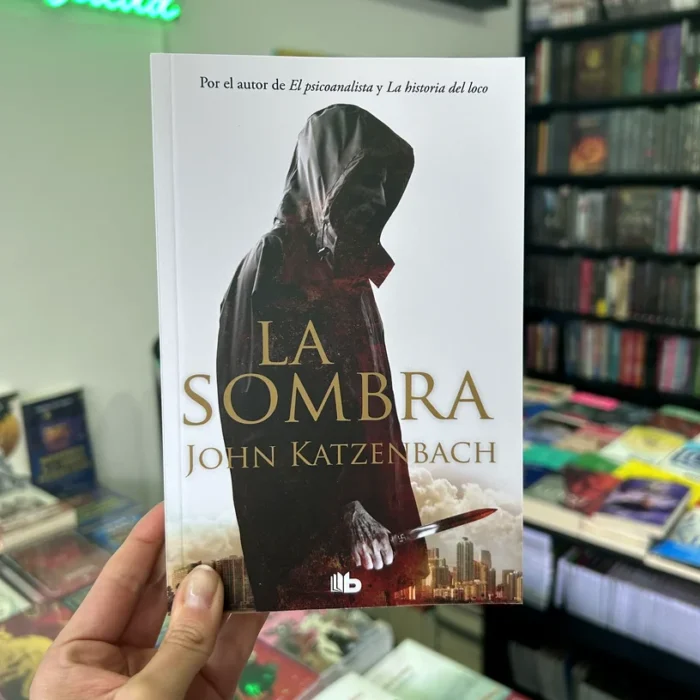 Por el autor de El psicoanalista y La historia del loco
LA
SOMBRA
JOHN KATZENBACH
b